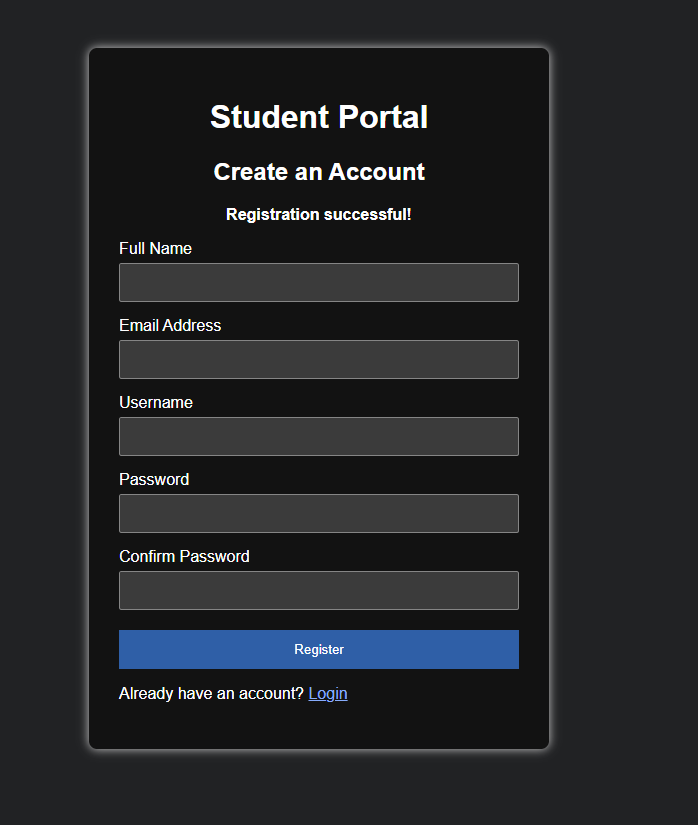 Student Portal
Create an Account
Registration successful!
Full Name
Email Address
Username
Password
Confirm Password
Register
Already have an account? Login